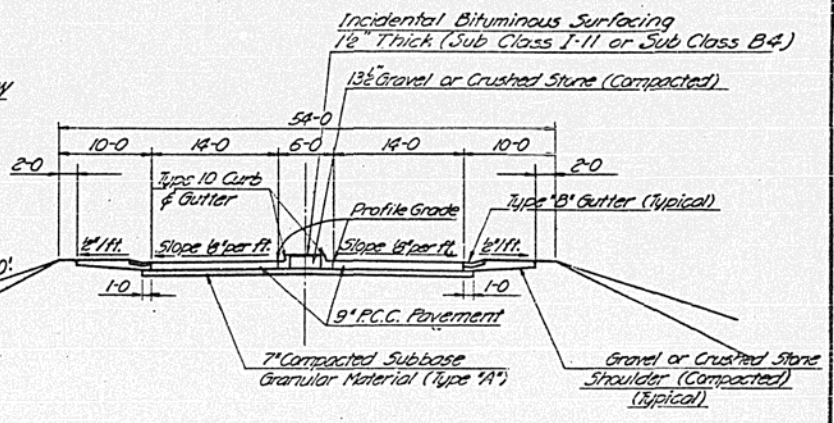 Incidental Bituminous Surfacing
1½" Thick (Sub Class I-11 or Sub Class B4)
13½" Gravel or Crushed Stone (Compacted)
54-0
10-0 14-0 6-0 14-0 10-0
2-0 2-0
Type 10 Curb
& Gutter
Type "B" Gutter (Typical)
Profile Grade
½"/ft. Slope ⅛" per ft. Slope ⅛" per ft. ½"/ft.
1-0 1-0
9" P.C.C. Pavement
7" Compacted Subbase
Granular Material (Type "A")
Gravel or Crushed Stone
Shoulder (Compacted)
(Typical)